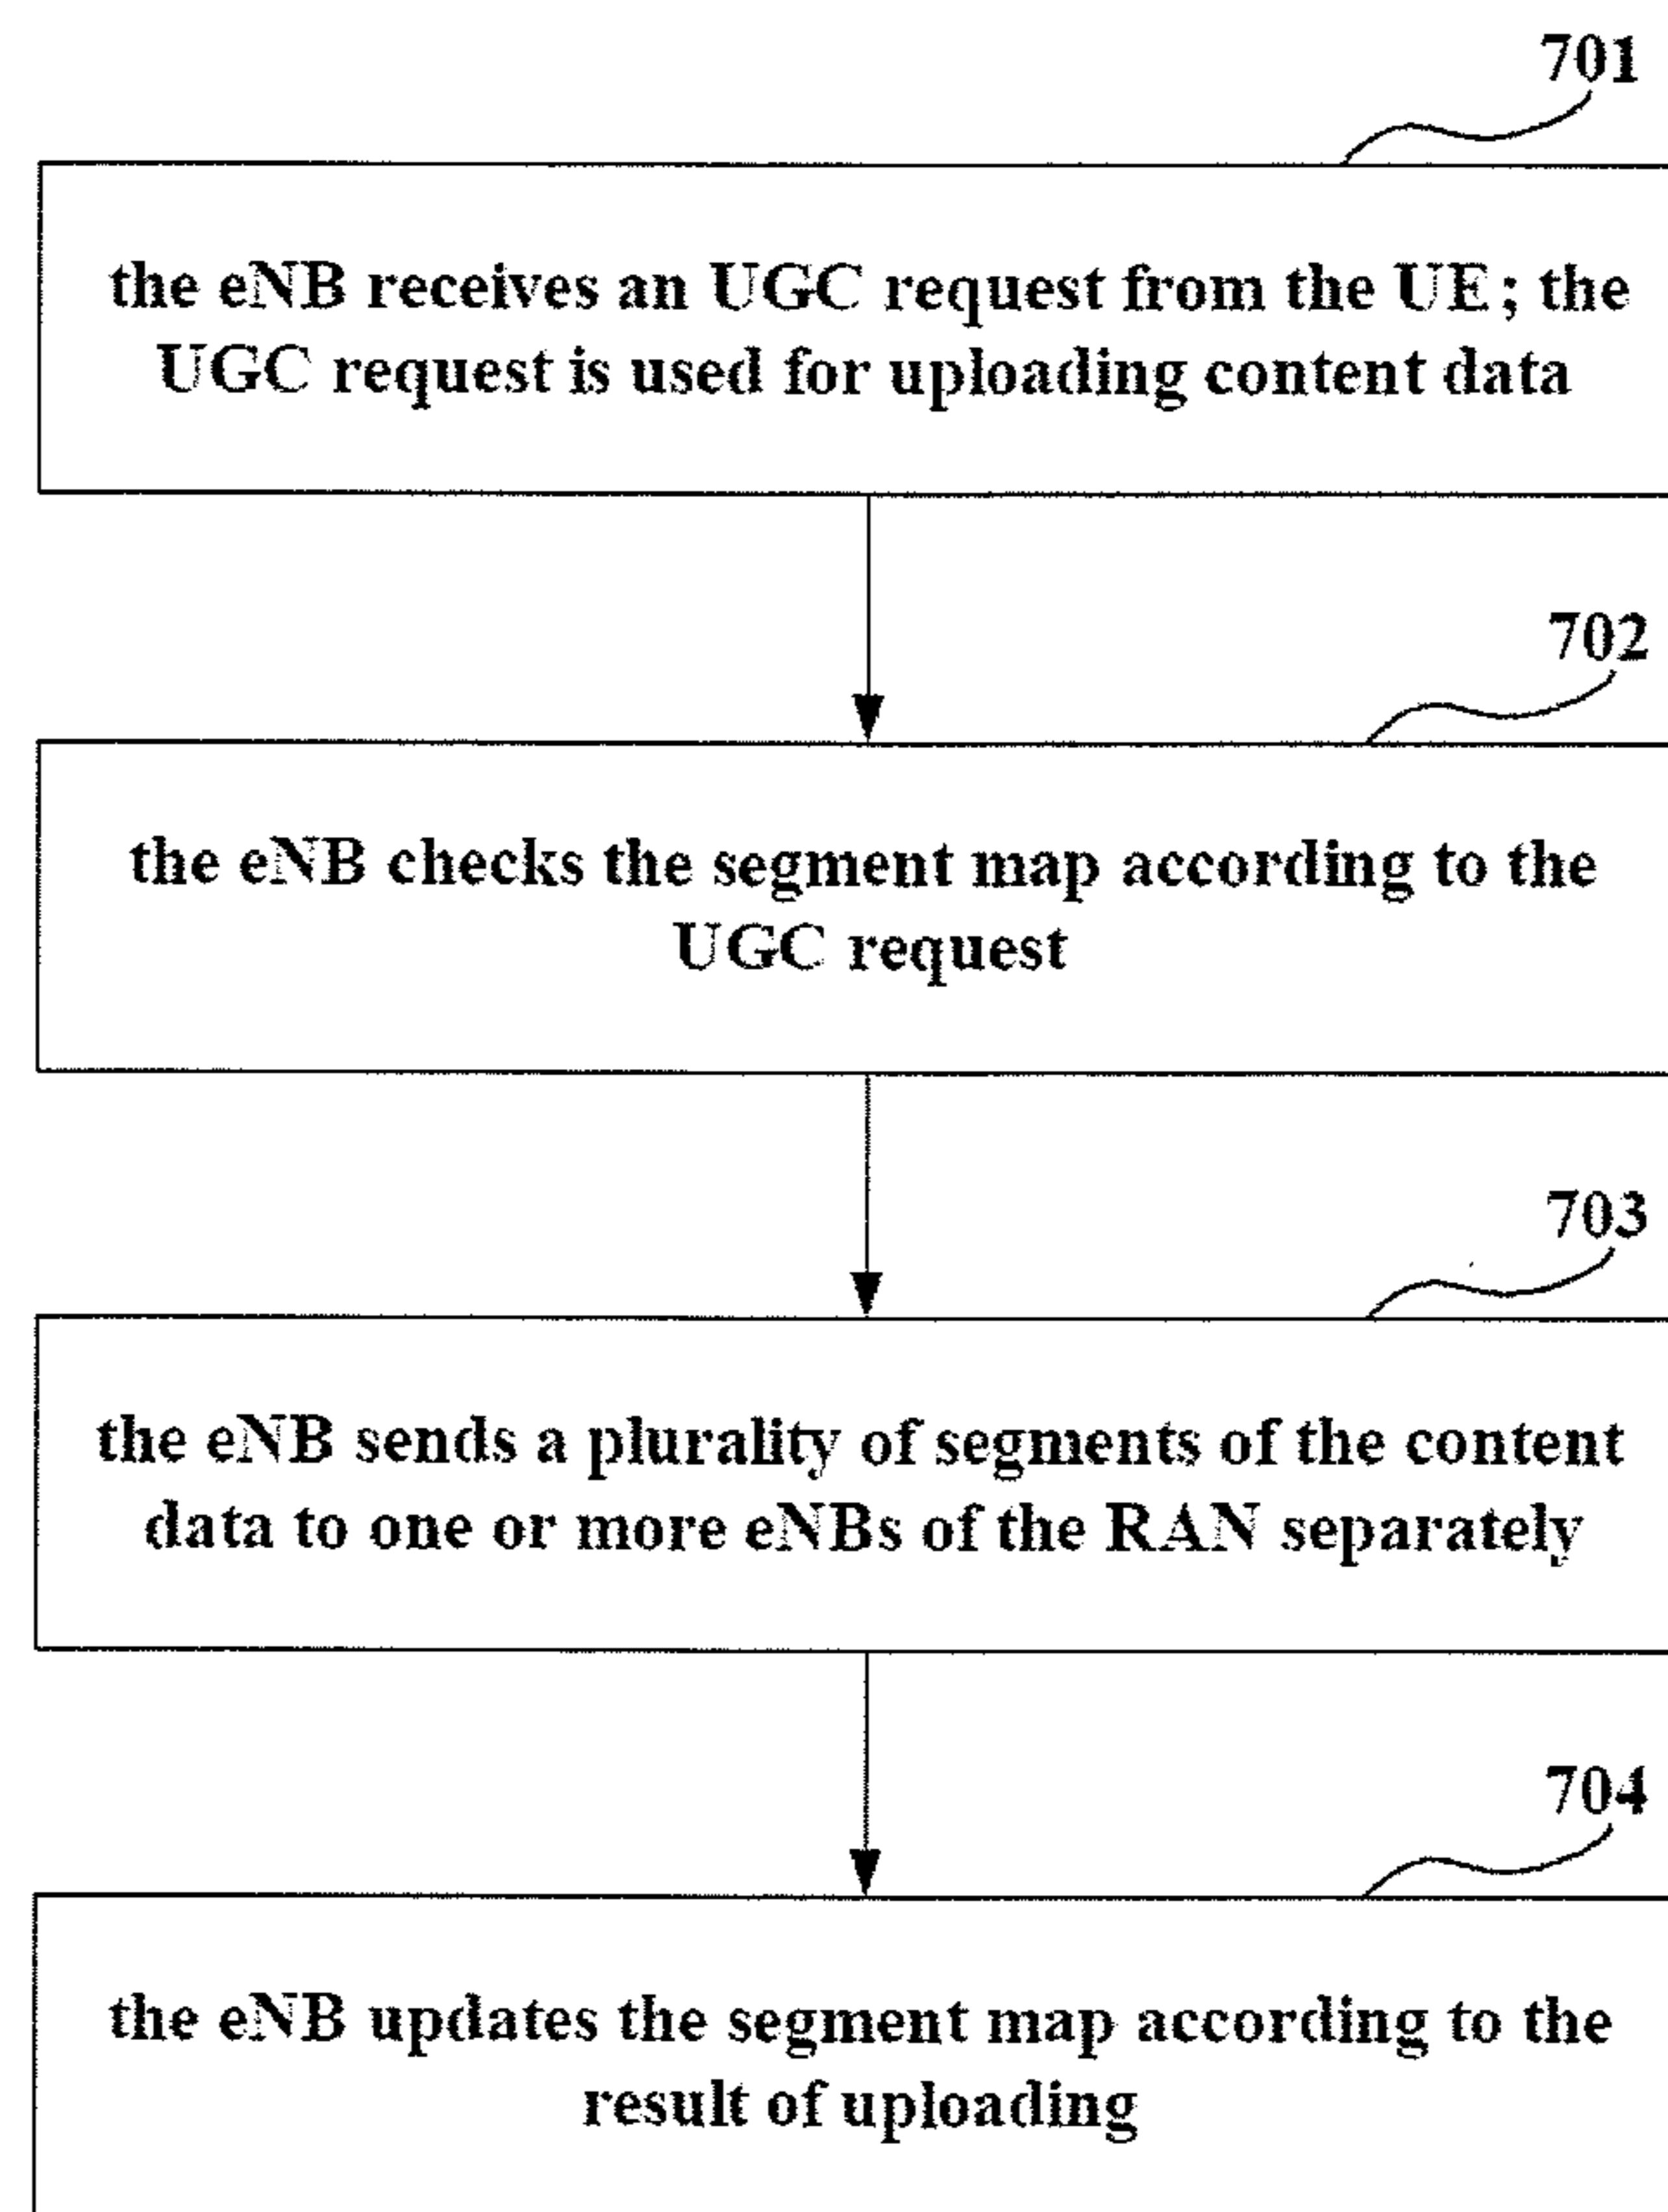 701
the eNB receives an UGC request from the UE; the
UGC request is used for uploading content data
702
the eNB checks the segment map according to the
UGC request
703
the eNB sends a plurality of segments of the content
data to one or more eNBs of the RAN separately
704
the eNB updates the segment map according to the
result of uploading